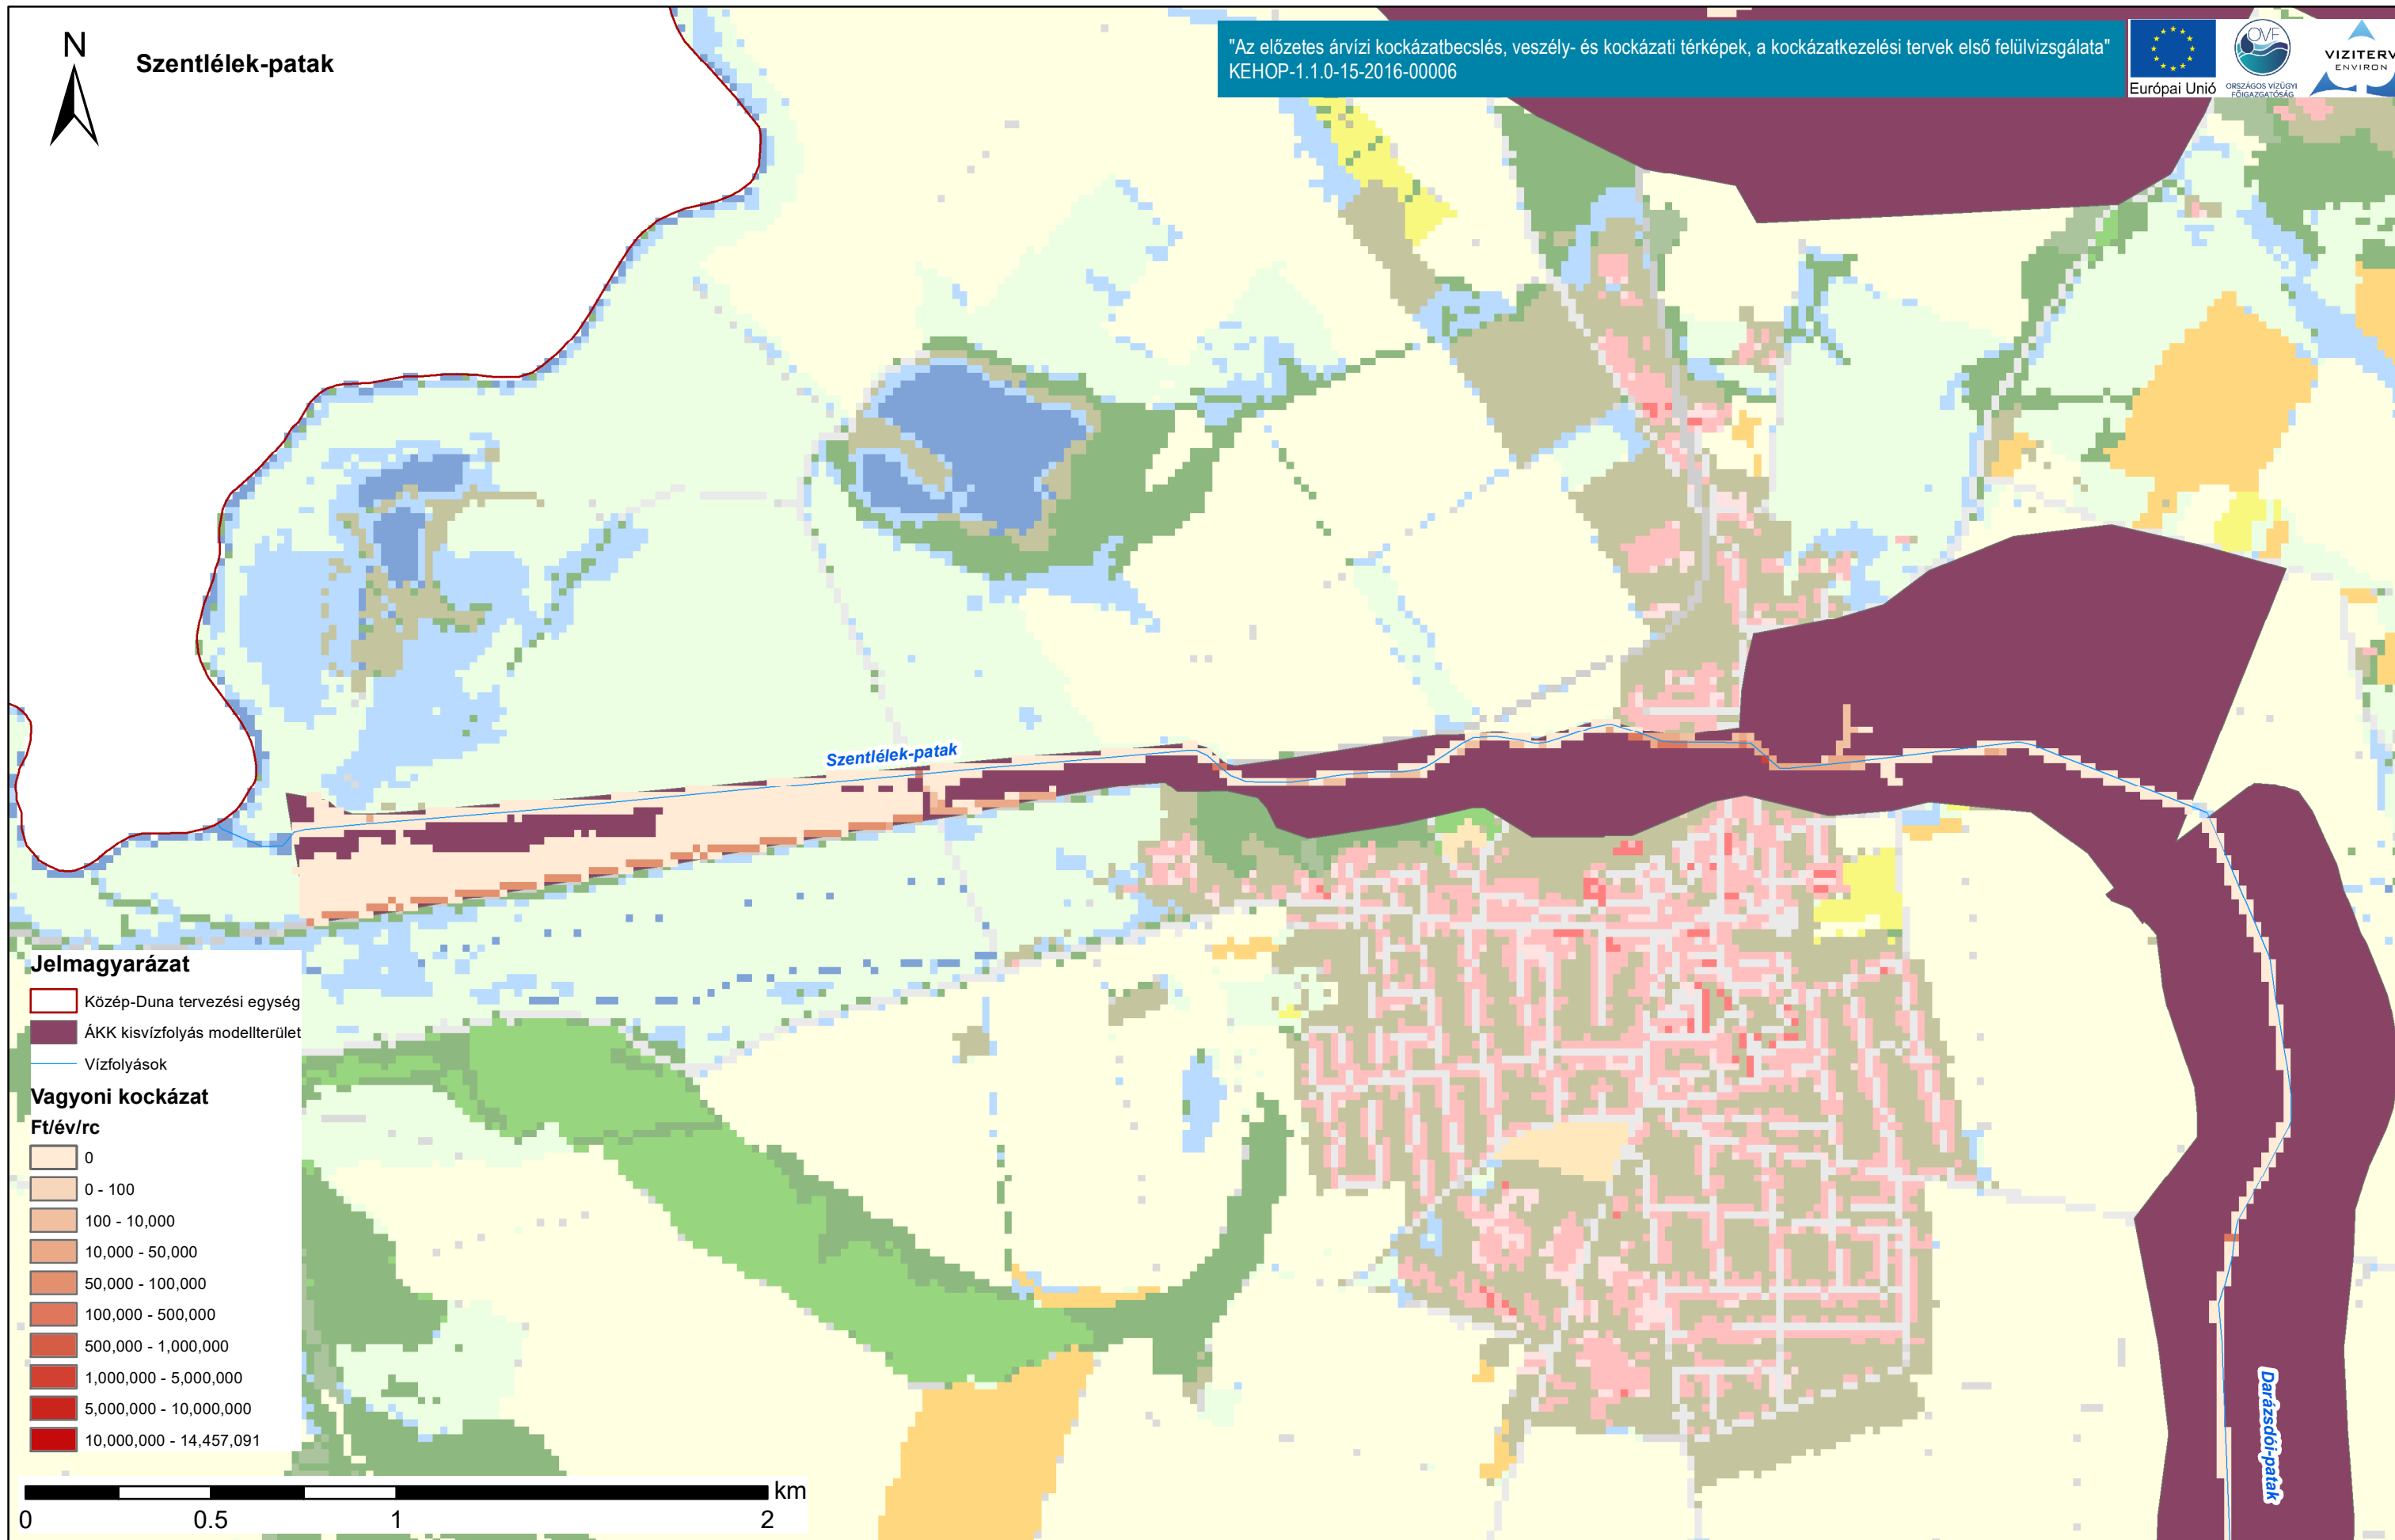 N
Szentlélek-patak
"Az előzetes árvízi kockázatbecslés, veszély- és kockázati térképek, a kockázatkezelési tervek első felülvizsgálata"
KEHOP-1.1.0-15-2016-00006
Európai Unió
OVF
ORSZÁGOS VÍZÜGYI
FŐIGAZGATÓSÁG
VIZITERV
ENVIRON
Szentlélek-patak
Darázsdói-patak
Jelmagyarázat
Közép-Duna tervezési egység
ÁKK kisvízfolyás modellterület
Vízfolyások
Vagyoni kockázat
Ft/év/rc
0
0 - 100
100 - 10,000
10,000 - 50,000
50,000 - 100,000
100,000 - 500,000
500,000 - 1,000,000
1,000,000 - 5,000,000
5,000,000 - 10,000,000
10,000,000 - 14,457,091
km
0 0.5 1 2